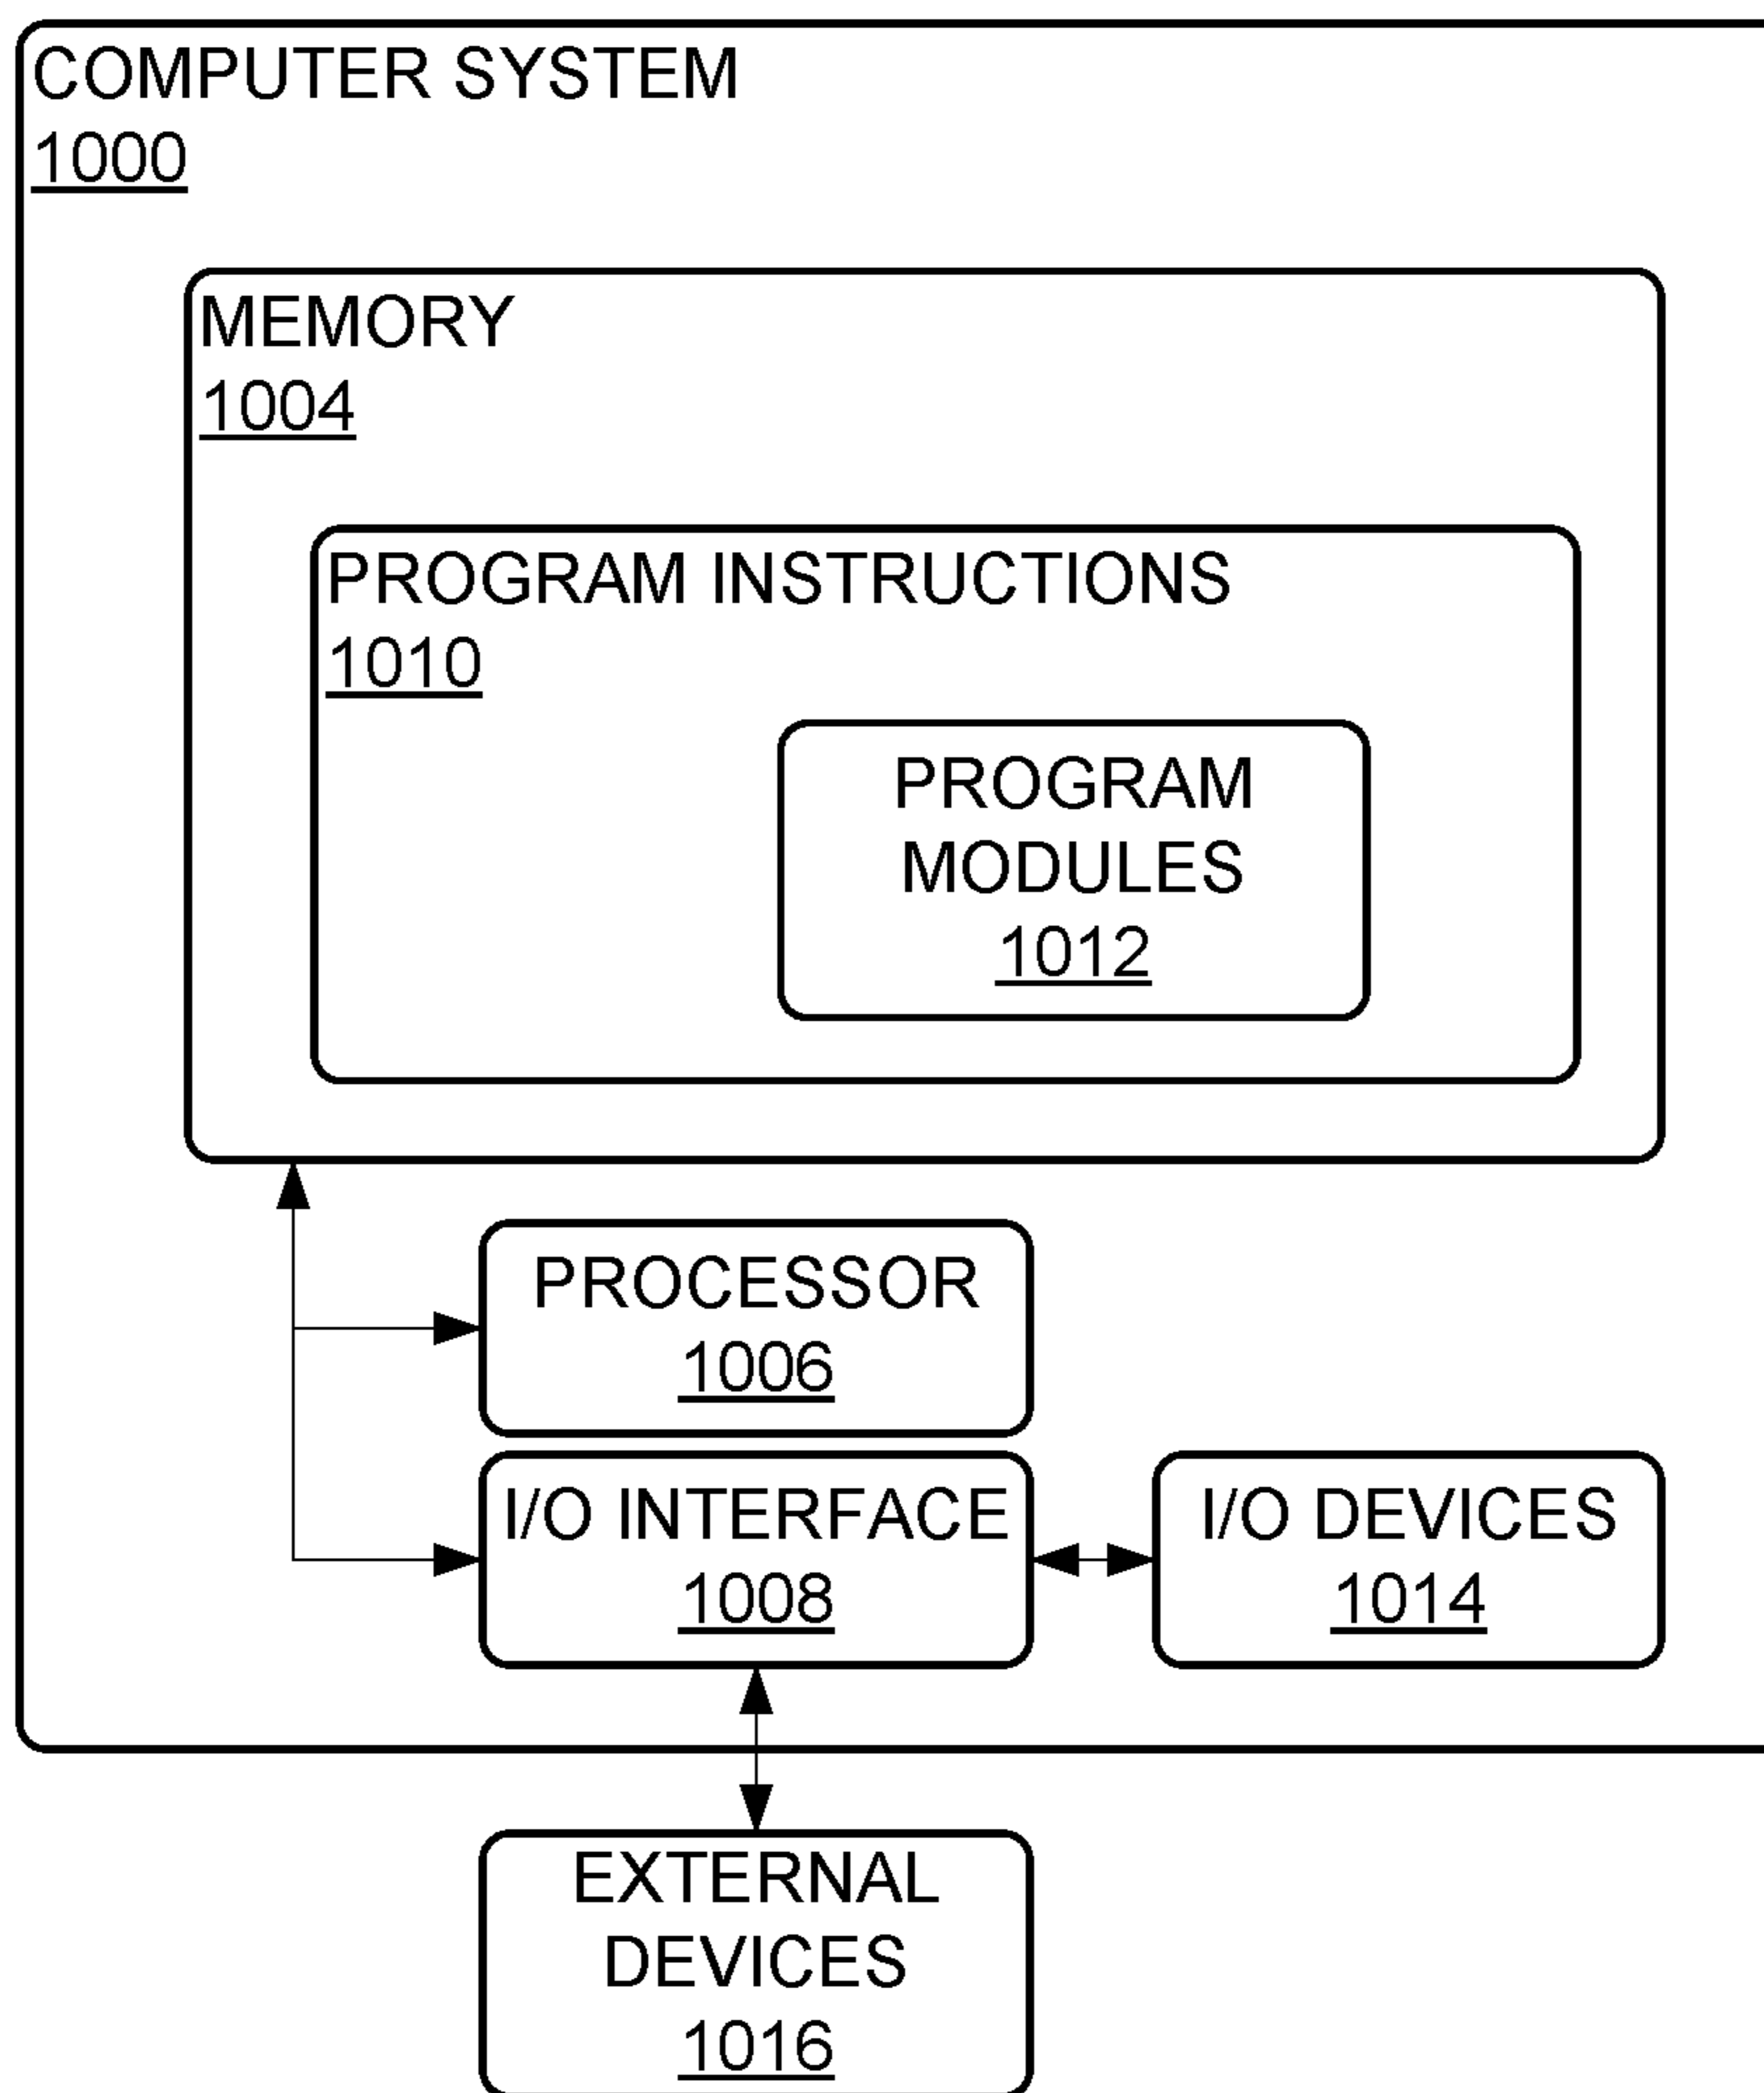 COMPUTER SYSTEM
1000
MEMORY
1004
PROGRAM INSTRUCTIONS
1010
PROGRAM
MODULES
1012
PROCESSOR
1006
I/O INTERFACE
1008
I/O DEVICES
1014
EXTERNAL
DEVICES
1016